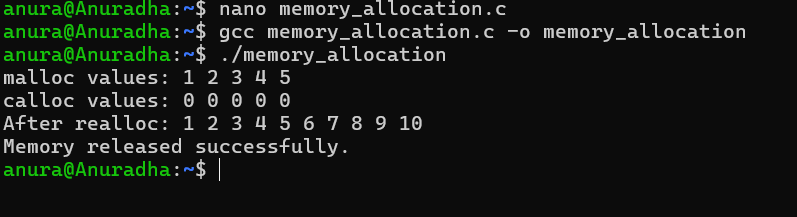 anura@Anuradha:~$ nano memory_allocation.c
anura@Anuradha:~$ gcc memory_allocation.c -o memory_allocation
anura@Anuradha:~$ ./memory_allocation
malloc values: 1 2 3 4 5
calloc values: 0 0 0 0 0
After realloc: 1 2 3 4 5 6 7 8 9 10
Memory released successfully.
anura@Anuradha:~$